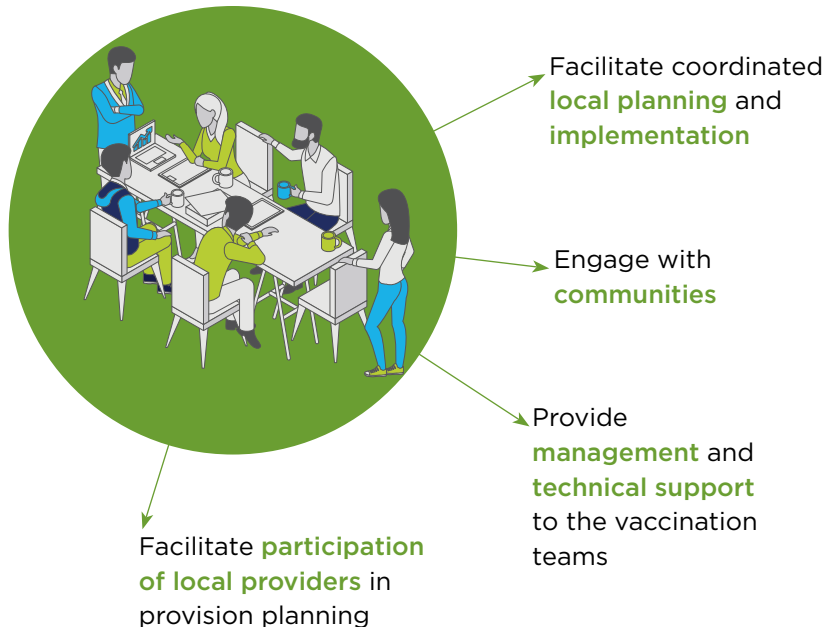 Facilitate coordinated
local planning and
implementation
Engage with
communities
Provide
management and
technical support
to the vaccination
teams
Facilitate participation
of local providers in
provision planning